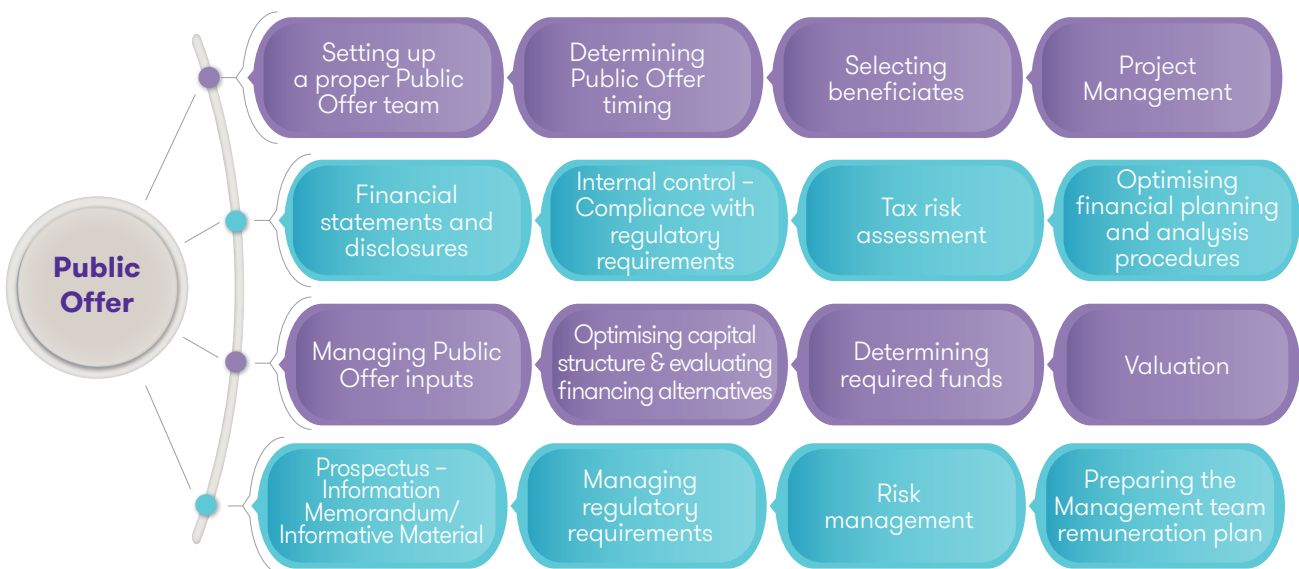 Public
Offer
Setting up
a proper Public
Offer team
Determining
Public Offer
timing
Selecting
beneficiates
Project
Management
Financial
statements and
disclosures
Internal control –
Compliance with
regulatory
requirements
Tax risk
assessment
Optimising
financial planning
and analysis
procedures
Managing Public
Offer inputs
Optimising capital
structure & evaluating
financing alternatives
Determining
required funds
Valuation
Prospectus –
Information
Memorandum/
Informative Material
Managing
regulatory
requirements
Risk
management
Preparing the
Management team
remuneration plan